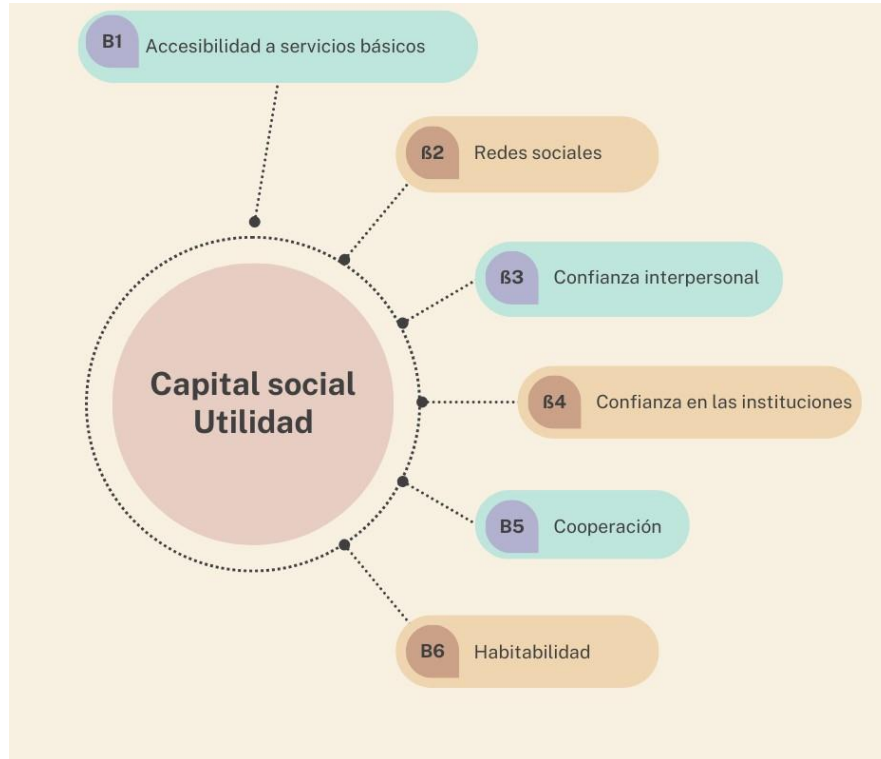 B1 Accesibilidad a servicios básicos
ß2 Redes sociales
ß3 Confianza interpersonal
Capital social
Utilidad
ß4 Confianza en las instituciones
B5 Cooperación
B6 Habitabilidad